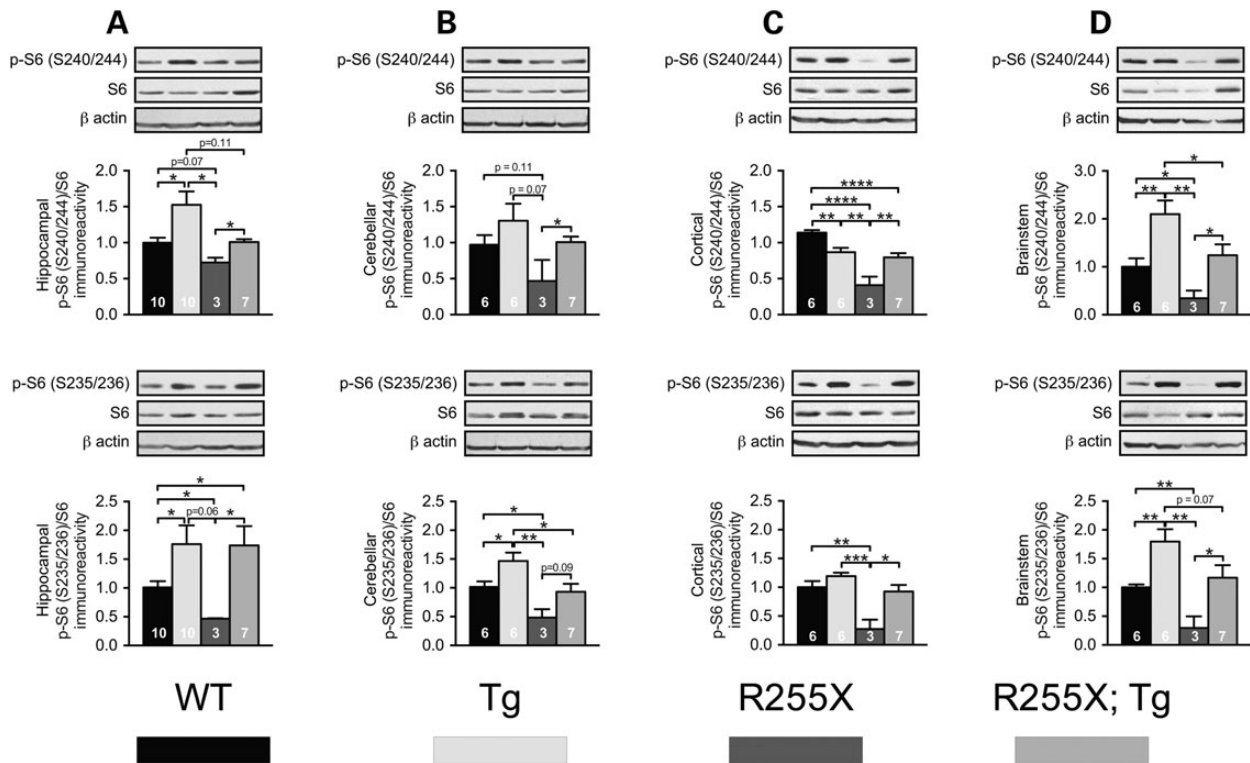 A
B
C
D
p-S6 (S240/244)
S6
β actin
p-S6 (S240/244)
S6
β actin
p-S6 (S240/244)
S6
β actin
p-S6 (S240/244)
S6
β actin
Hippocampal
p-S6 (S240/244)/S6
immunoreactivity
2.0
1.5
1.0
0.5
0.0
p=0.11
p=0.07
* *
*
10 10 3 7
Cerebellar
p-S6 (S240/244)/S6
immunoreactivity
2.0
1.5
1.0
0.5
0.0
p = 0.11
p = 0.07
*
6 6 3 7
Cortical
p-S6 (S240/244)/S6
immunoreactivity
2.0
1.5
1.0
0.5
0.0
****
****
** ** **
6 6 3 7
Brainstem
p-S6 (S240/244)/S6
immunoreactivity
3.0
2.0
1.0
0.0
*
*
** **
*
6 6 3 7
p-S6 (S235/236)
S6
β actin
p-S6 (S235/236)
S6
β actin
p-S6 (S235/236)
S6
β actin
p-S6 (S235/236)
S6
β actin
Hippocampal
p-S6 (S235/236)/S6
immunoreactivity
2.5
2.0
1.5
1.0
0.5
0.0
*
*
* p=0.06 *
10 10 3 7
Cerebellar
p-S6 (S235/236)/S6
immunoreactivity
2.5
2.0
1.5
1.0
0.5
0.0
*
*
* **
p=0.09
6 6 3 7
Cortical
p-S6 (S235/236)/S6
immunoreactivity
2.5
2.0
1.5
1.0
0.5
0.0
**
*** *
6 6 3 7
Brainstem
p-S6 (S235/236)/S6
immunoreactivity
2.5
2.0
1.5
1.0
0.5
0.0
**
p = 0.07
** **
*
6 6 3 7
WT
Tg
R255X
R255X; Tg